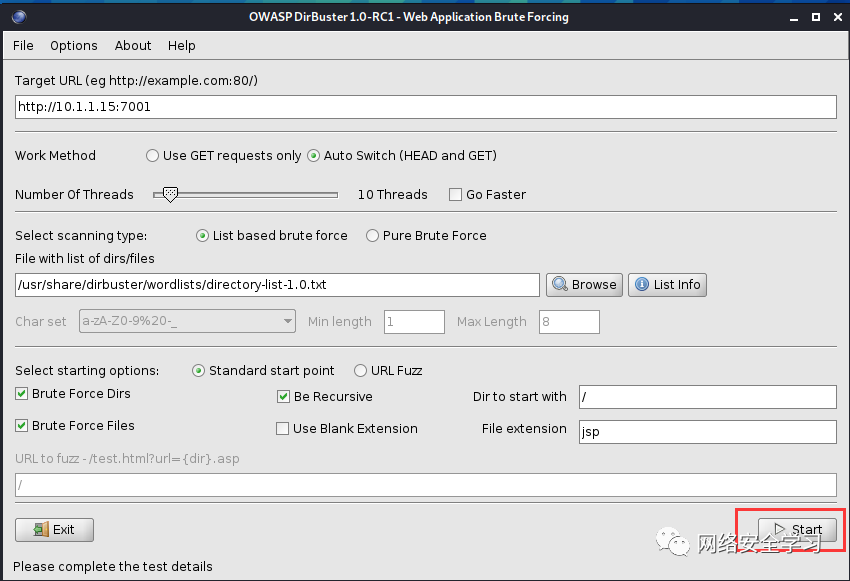 OWASP DirBuster 1.0-RC1 - Web Application Brute Forcing
File Options About Help
Target URL (eg http://example.com:80/)
http://10.1.1.15:7001
Work Method Use GET requests only Auto Switch (HEAD and GET)
Number Of Threads 10 Threads Go Faster
Select scanning type: List based brute force Pure Brute Force
File with list of dirs/files
/usr/share/dirbuster/wordlists/directory-list-1.0.txt Browse List Info
Char set a-zA-Z0-9%20-_ Min length 1 Max Length 8
Select starting options: Standard start point URL Fuzz
Brute Force Dirs Be Recursive Dir to start with /
Brute Force Files Use Blank Extension File extension jsp
URL to fuzz - /test.html?url={dir}.asp
/
Exit Start
网络安全学习
Please complete the test details